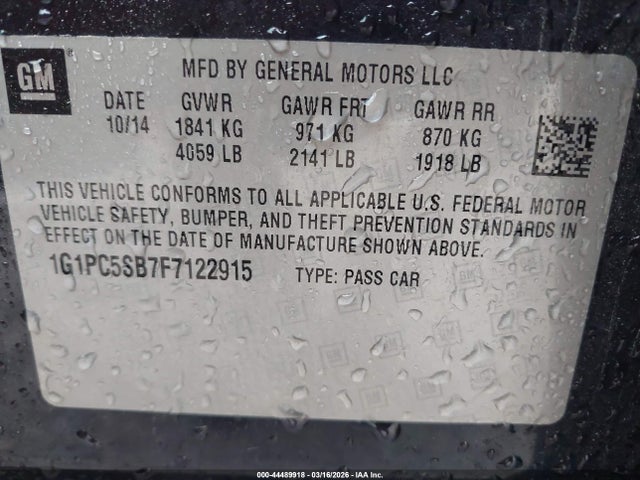 GM
MFD BY GENERAL MOTORS LLC
DATE GVWR GAWR FRT GAWR RR
10/14 1841 KG 971 KG 870 KG
4059 LB 2141 LB 1918 LB
THIS VEHICLE CONFORMS TO ALL APPLICABLE U.S. FEDERAL MOTOR
VEHICLE SAFETY, BUMPER, AND THEFT PREVENTION STANDARDS IN
EFFECT ON THE DATE OF MANUFACTURE SHOWN ABOVE.
1G1PC5SB7F7122915 TYPE: PASS CAR
000-44489918 - 03/16/2026 - IAA Inc.